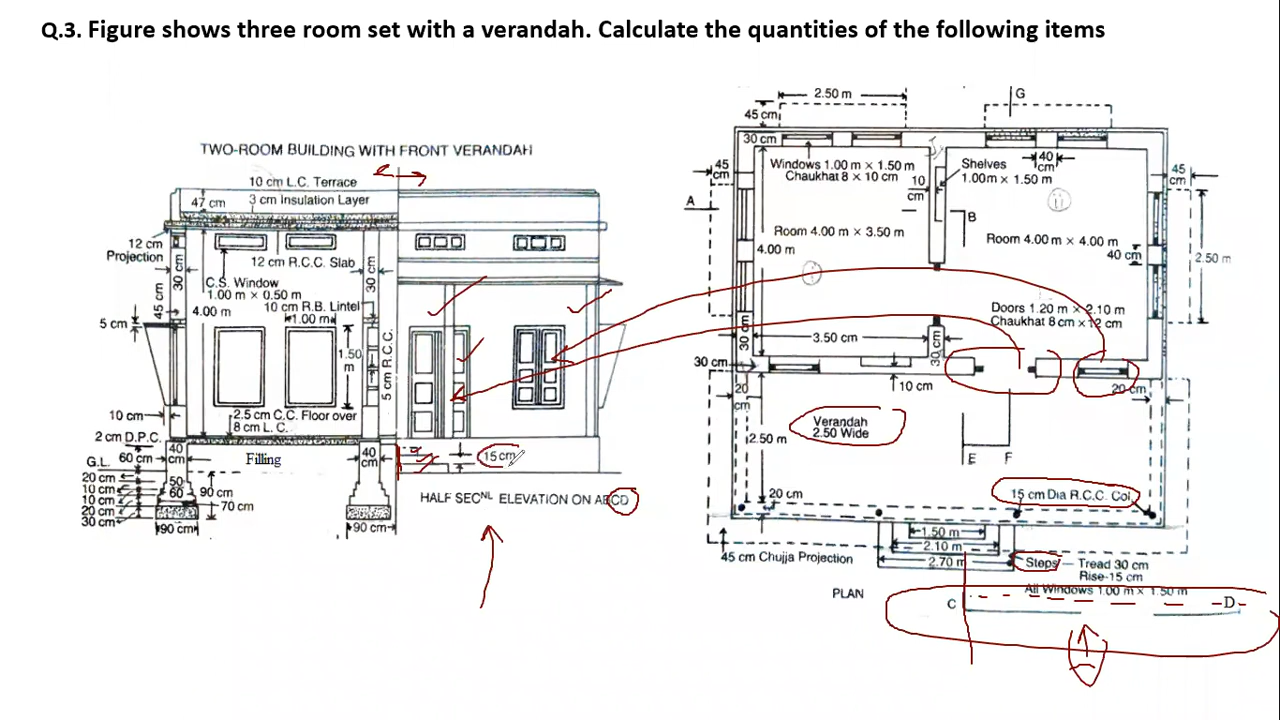 Q.3. Figure shows three room set with a verandah. Calculate the quantities of the following items
TWO-ROOM BUILDING WITH FRONT VERANDAH
10 cm L.C. Terrace
47 cm
3 cm Insulation Layer
12 cm
Projection
30 cm
12 cm R.C.C. Slab
30 cm
C.S. Window
1.00 m x 0.50 m
45 cm
4.00 m
10 cm R.B. Lintel
1.00 m
5 cm
1.50
m
5 cm R.C.C.
10 cm
2.5 cm C.C. Floor over
8 cm L.C.
2 cm D.P.C.
60 cm
40
cm
Filling
40
cm
15 cm
G.L.
20 cm
10 cm
10 cm
20 cm
30 cm
50
60
90 cm
70 cm
90 cm
90 cm
HALF SECNL ELEVATION ON ABCD
2.50 m
G
45 cm
30 cm
Windows 1.00 m x 1.50 m
Chaukhat 8 x 10 cm
Shelves
1.00m x 1.50 m
40
cm
45
cm
45
cm
10
cm
A
B
Room 4.00 m x 3.50 m
4.00 m
Room 4.00 m x 4.00 m
40 cm
2.50 m
Doors 1.20 m x 2.10 m
Chaukhat 8 cm x 12 cm
30 cm
3.50 cm
30 cm
30 cm
10 cm
20
cm
20 cm
Verandah
2.50 Wide
2.50 m
E F
20 cm
15 cm Dia R.C.C. Col.
1.50 m
2.10 m
2.70 m
45 cm Chujja Projection
Steps — Tread 30 cm
Rise-15 cm
All Windows 1.00 m x 1.50 m
PLAN
C
D